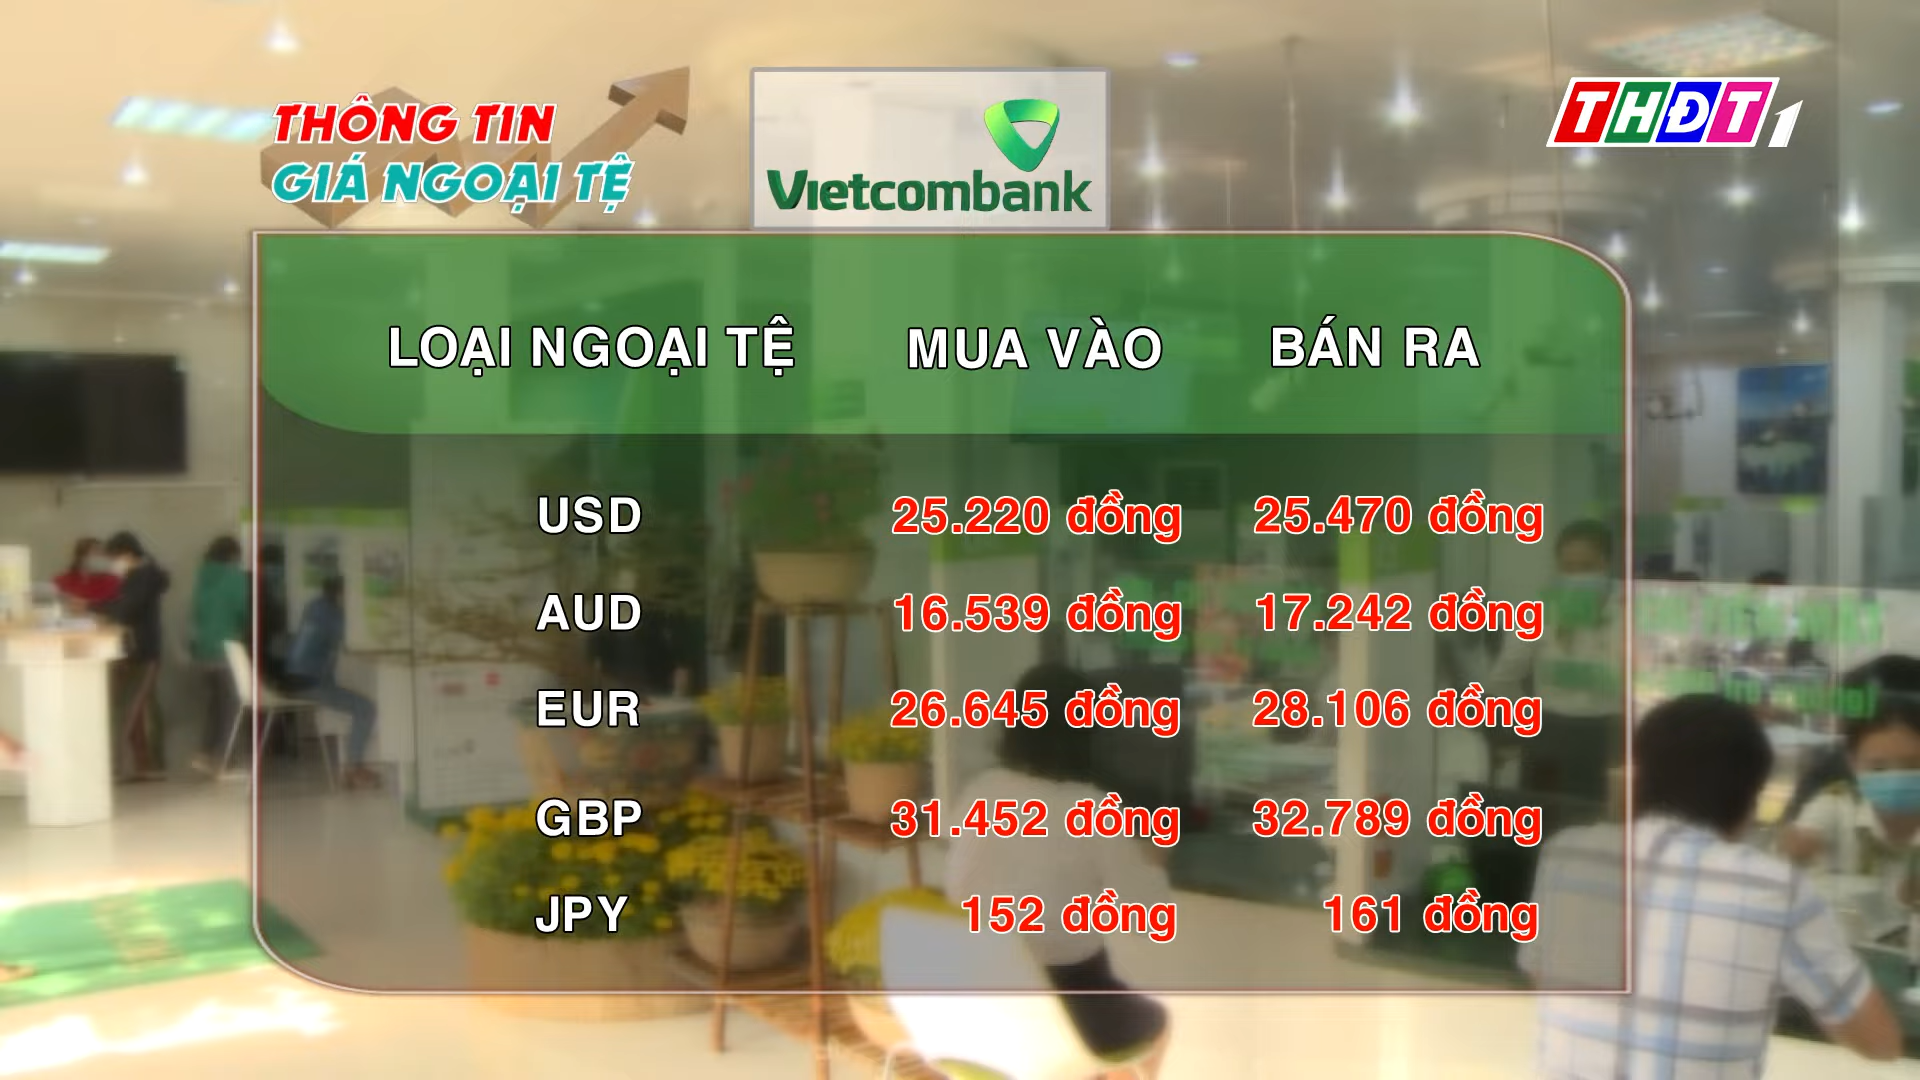 THÔNG TIN
GIÁ NGOẠI TỆ
Vietcombank
THĐT1
LOẠI NGOẠI TỆ MUA VÀO BÁN RA
USD 25.220 đồng 25.470 đồng
AUD 16.539 đồng 17.242 đồng
EUR 26.645 đồng 28.106 đồng
GBP 31.452 đồng 32.789 đồng
JPY 152 đồng 161 đồng